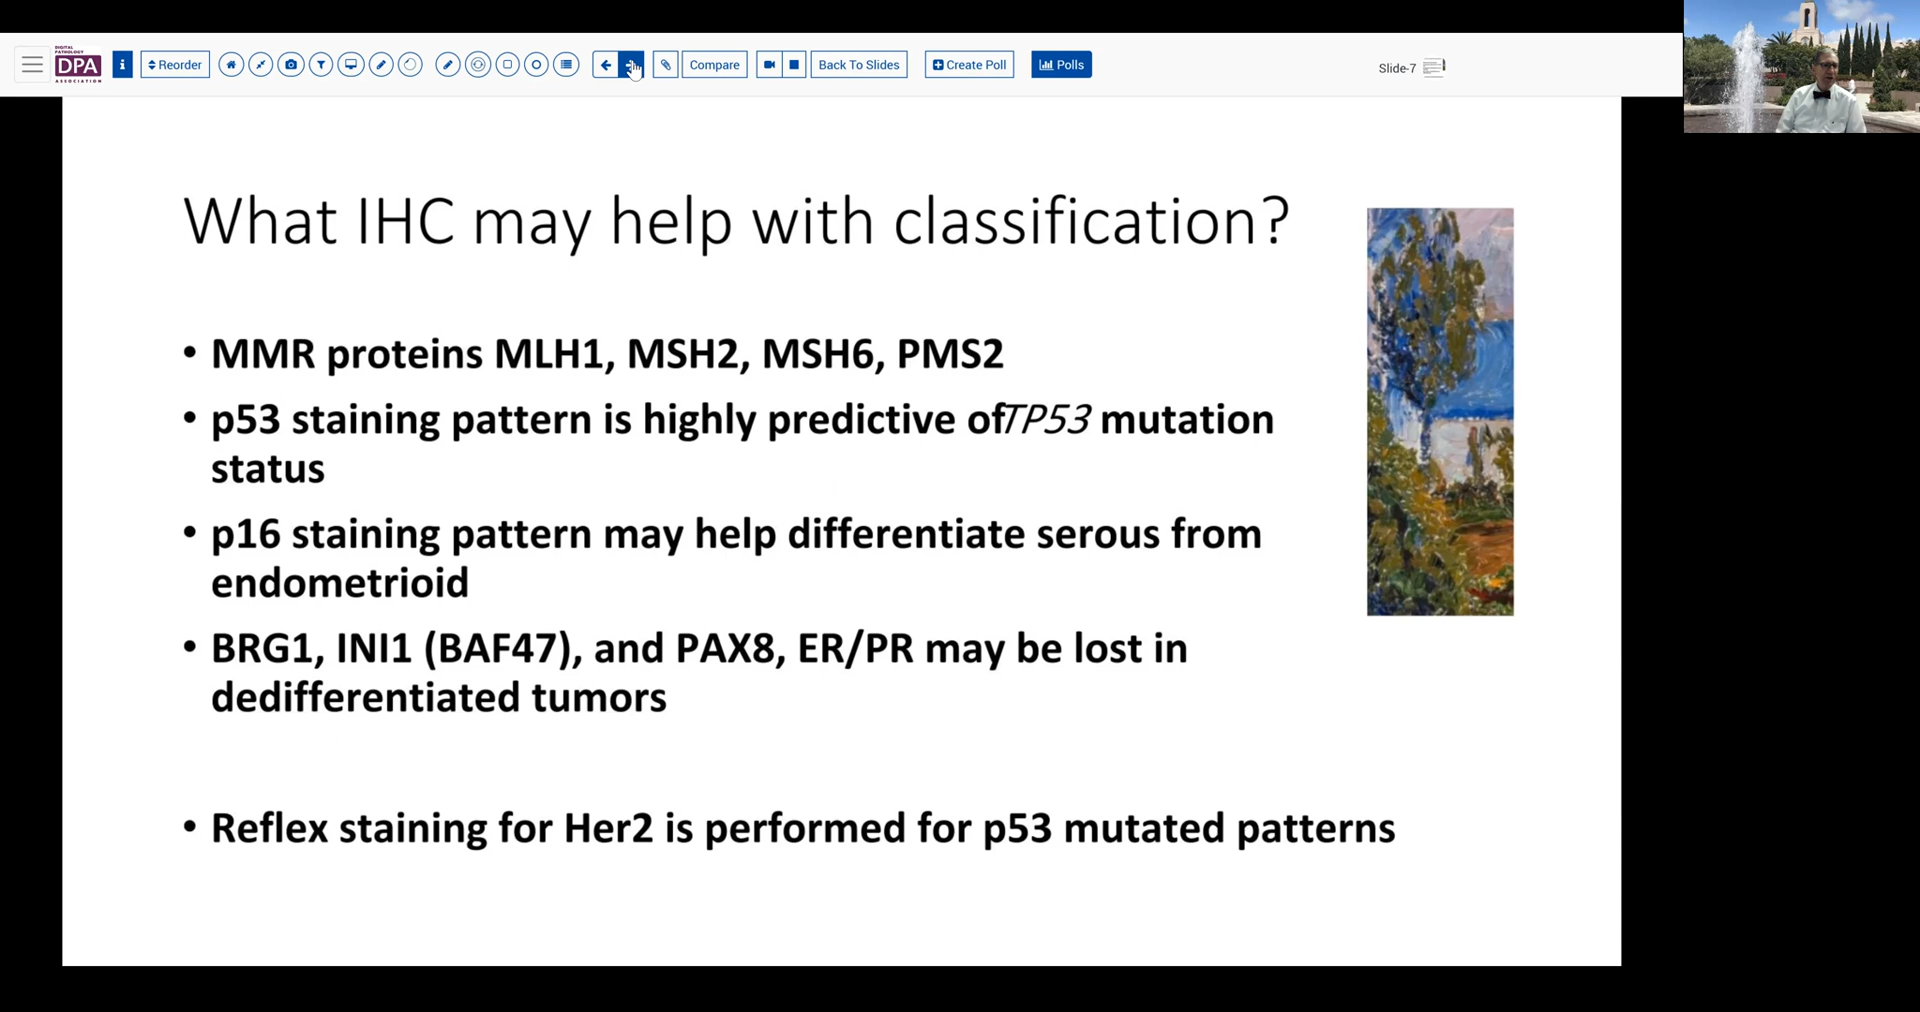 DIGITAL
PATHOLOGY
DPA
ASSOCIATION
i
Reorder
Compare
Back To Slides
Create Poll
Polls
Slide-7
What IHC may help with classification?
• MMR proteins MLH1, MSH2, MSH6, PMS2
• p53 staining pattern is highly predictive of TP53 mutation
status
• p16 staining pattern may help differentiate serous from
endometrioid
• BRG1, INI1 (BAF47), and PAX8, ER/PR may be lost in
dedifferentiated tumors
• Reflex staining for Her2 is performed for p53 mutated patterns